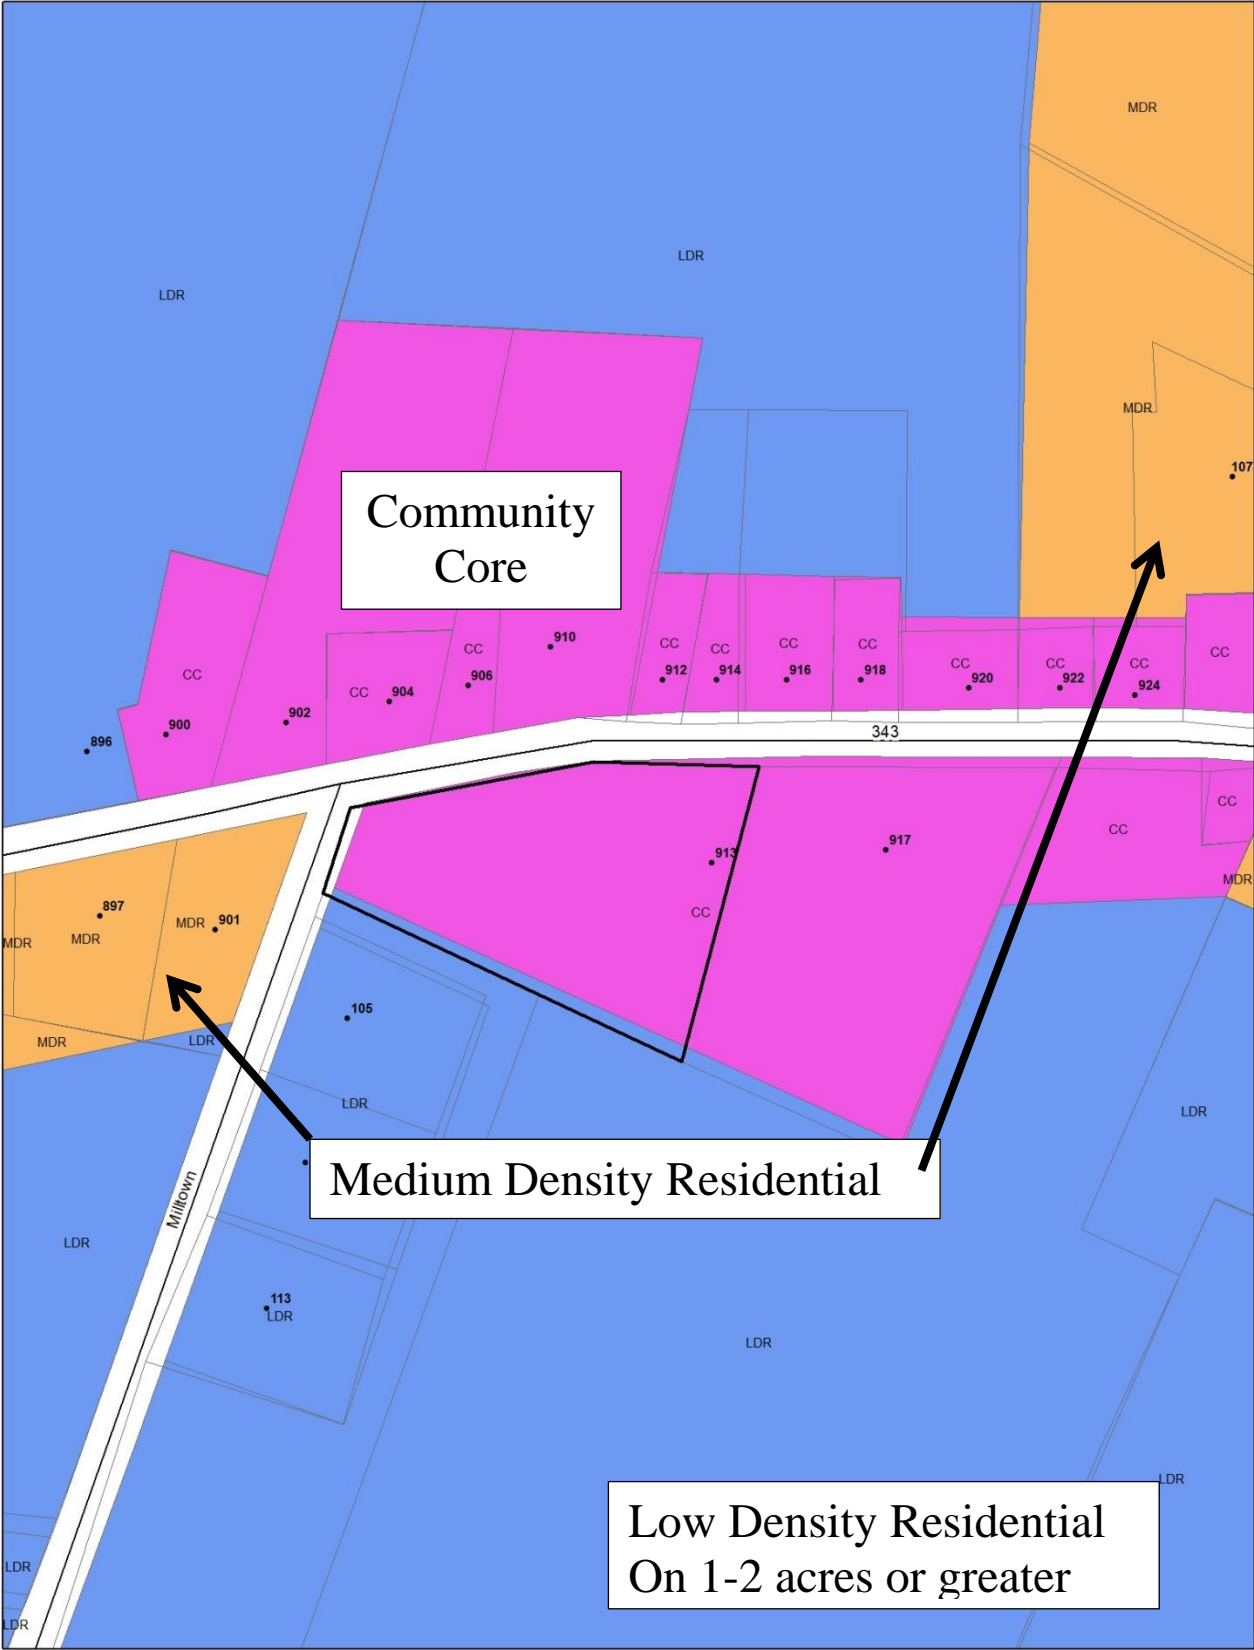 MDR
LDR
LDR
MDR
107
Community
Core
910
CC
CC
CC
CC
CC
CC
CC
CC
CC
CC
906
912
914
916
918
920
922
924
CC
904
900
902
896
343
CC
CC
913
917
897
901
MDR
MDR
MDR
MDR
CC
105
MDR
LDR
LDR
LDR
Medium Density Residential
Milltown
LDR
113
LDR
LDR
LDR
Low Density Residential
On 1-2 acres or greater
LDR
LDR